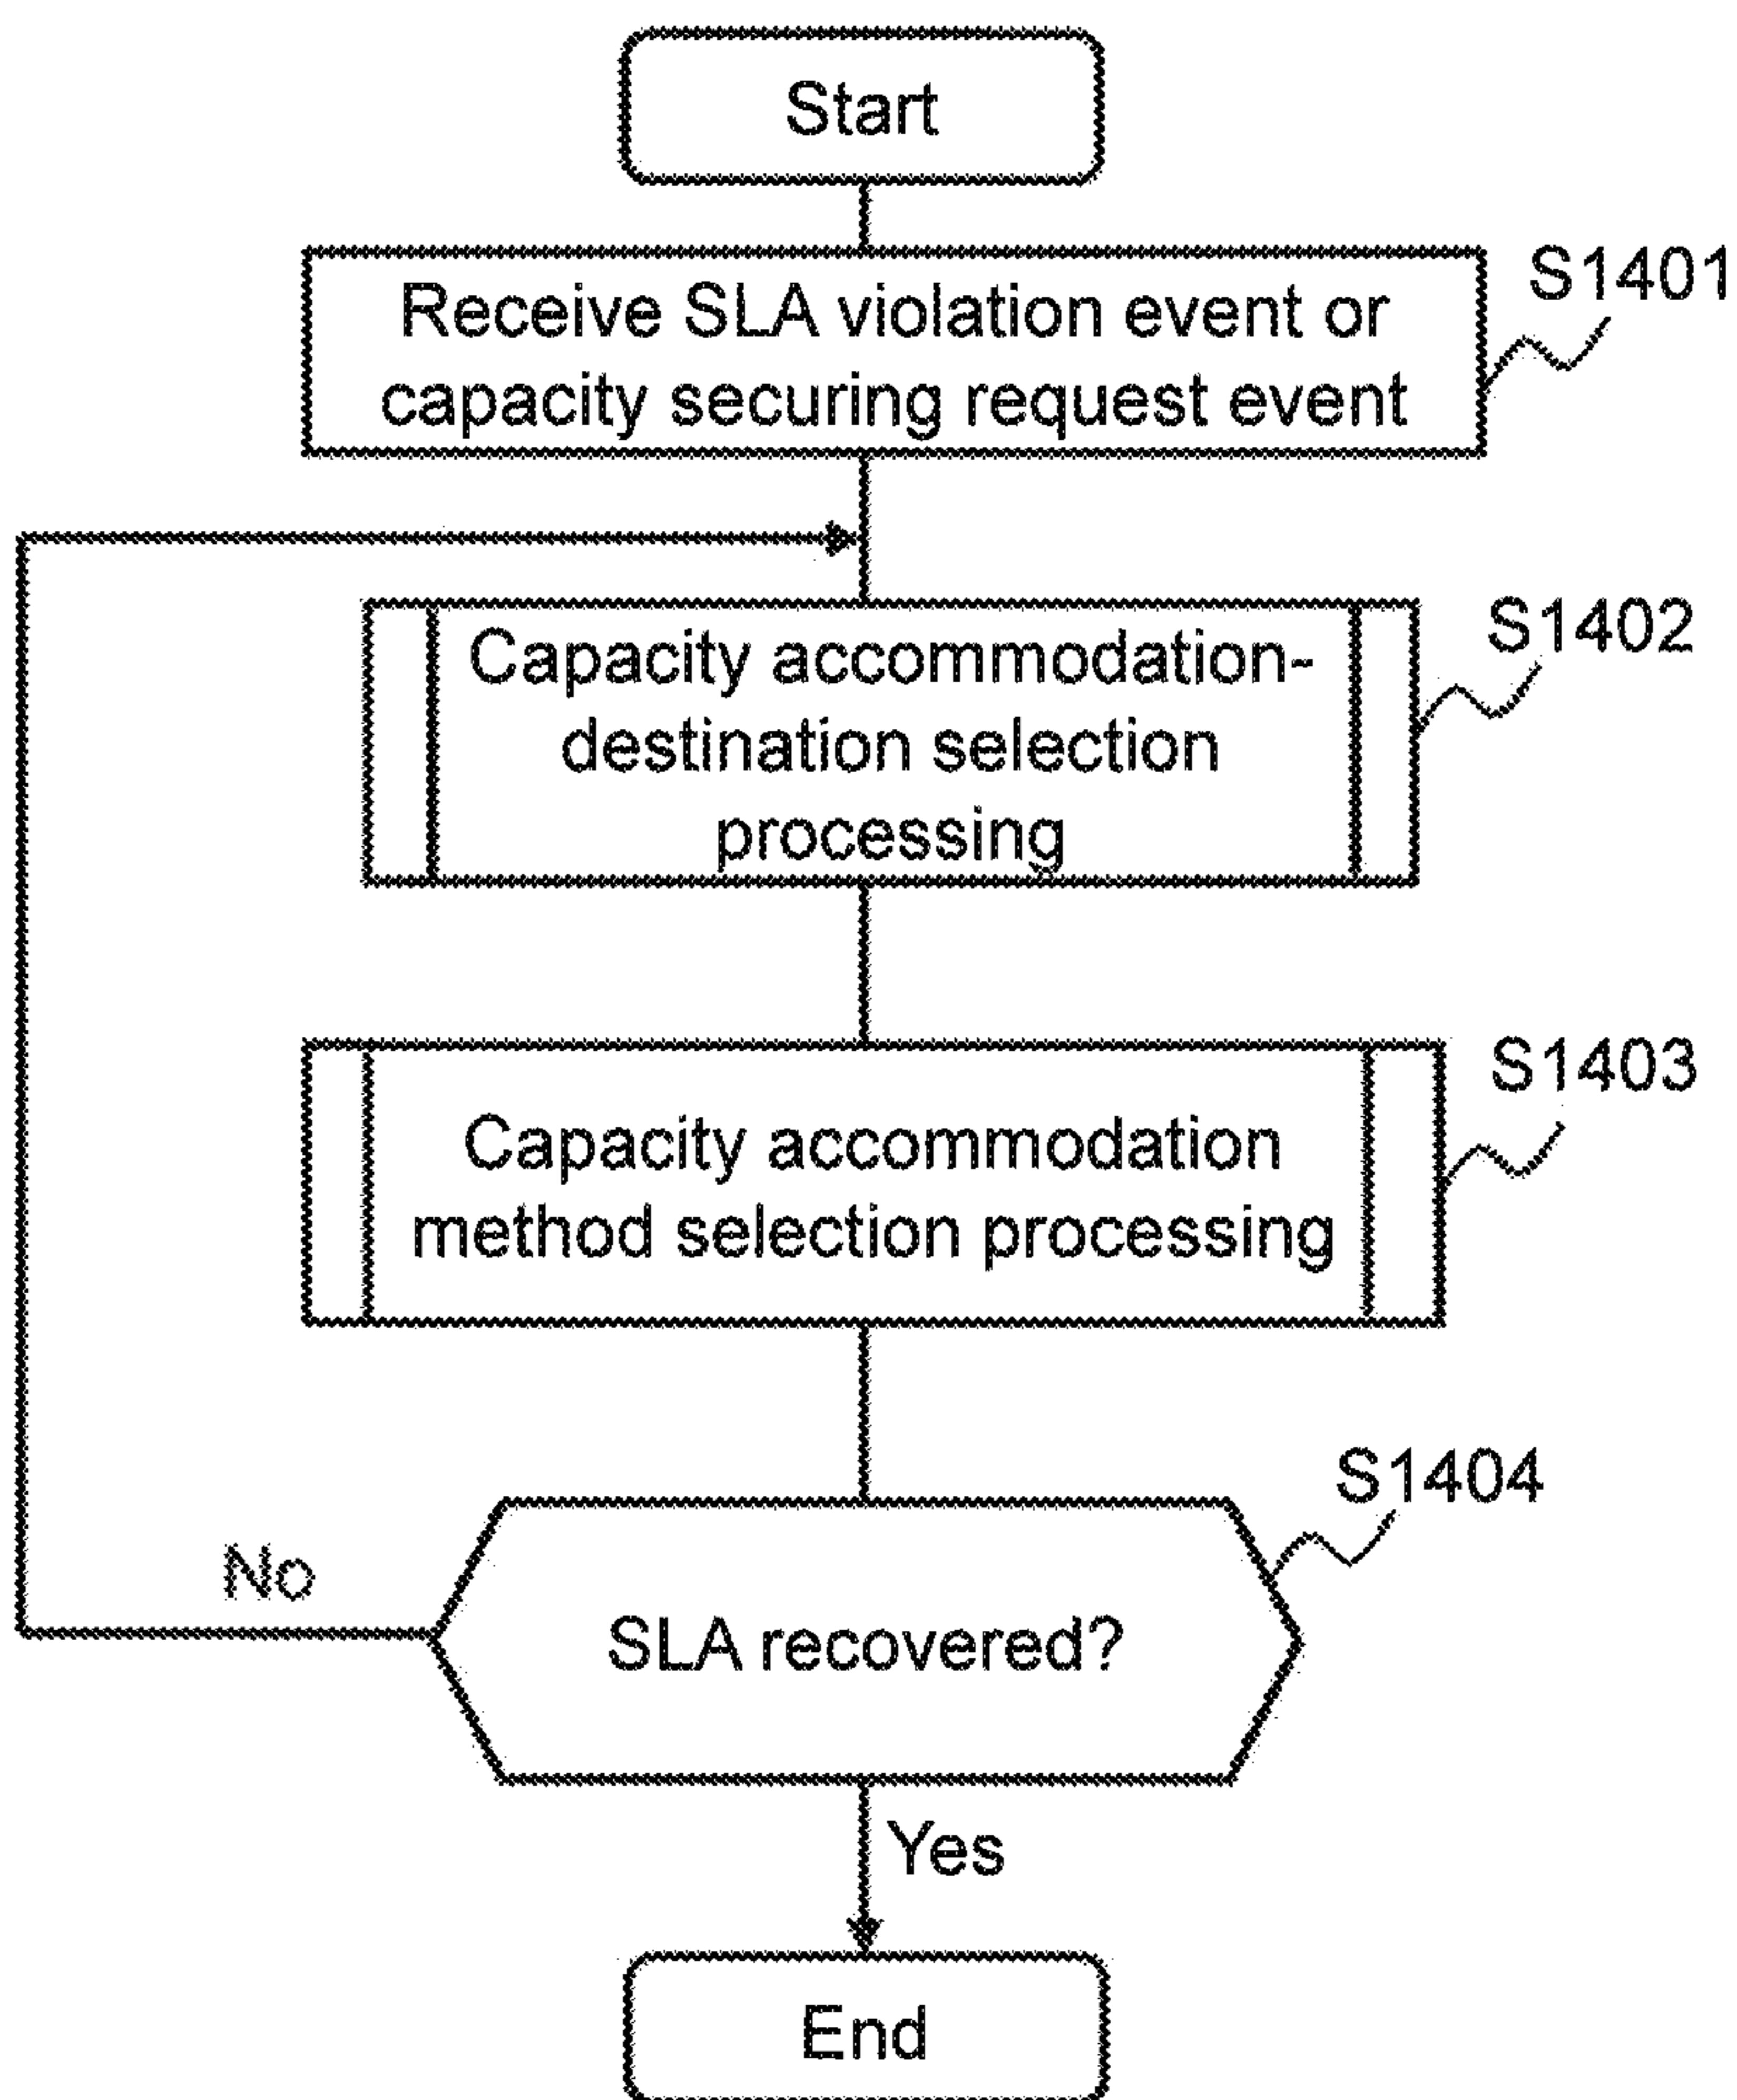 Start
Receive SLA violation event or
capacity securing request event
S1401
Capacity accommodation-
destination selection
processing
S1402
Capacity accommodation
method selection processing
S1403
SLA recovered?
S1404
No
Yes
End